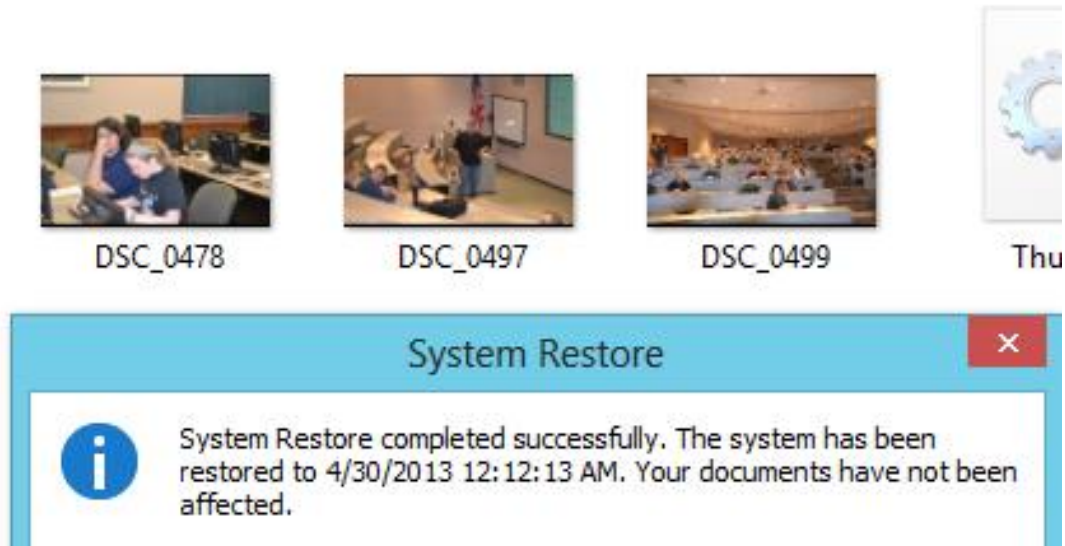 DSC_0478
DSC_0497
DSC_0499
Thu
System Restore
System Restore completed successfully. The system has been
restored to 4/30/2013 12:12:13 AM. Your documents have not been
affected.